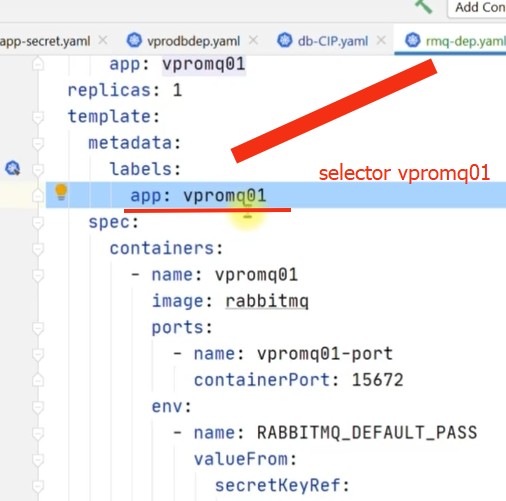 Add Con
app-secret.yaml vprodbdep.yaml db-CIP.yaml rmq-dep.yaml
app: vpromq01
replicas: 1
template:
metadata:
labels:
selector vpromq01
app: vpromq01
spec:
containers:
- name: vpromq01
image: rabbitmq
ports:
- name: vpromq01-port
containerPort: 15672
env:
- name: RABBITMQ_DEFAULT_PASS
valueFrom:
secretKeyRef: